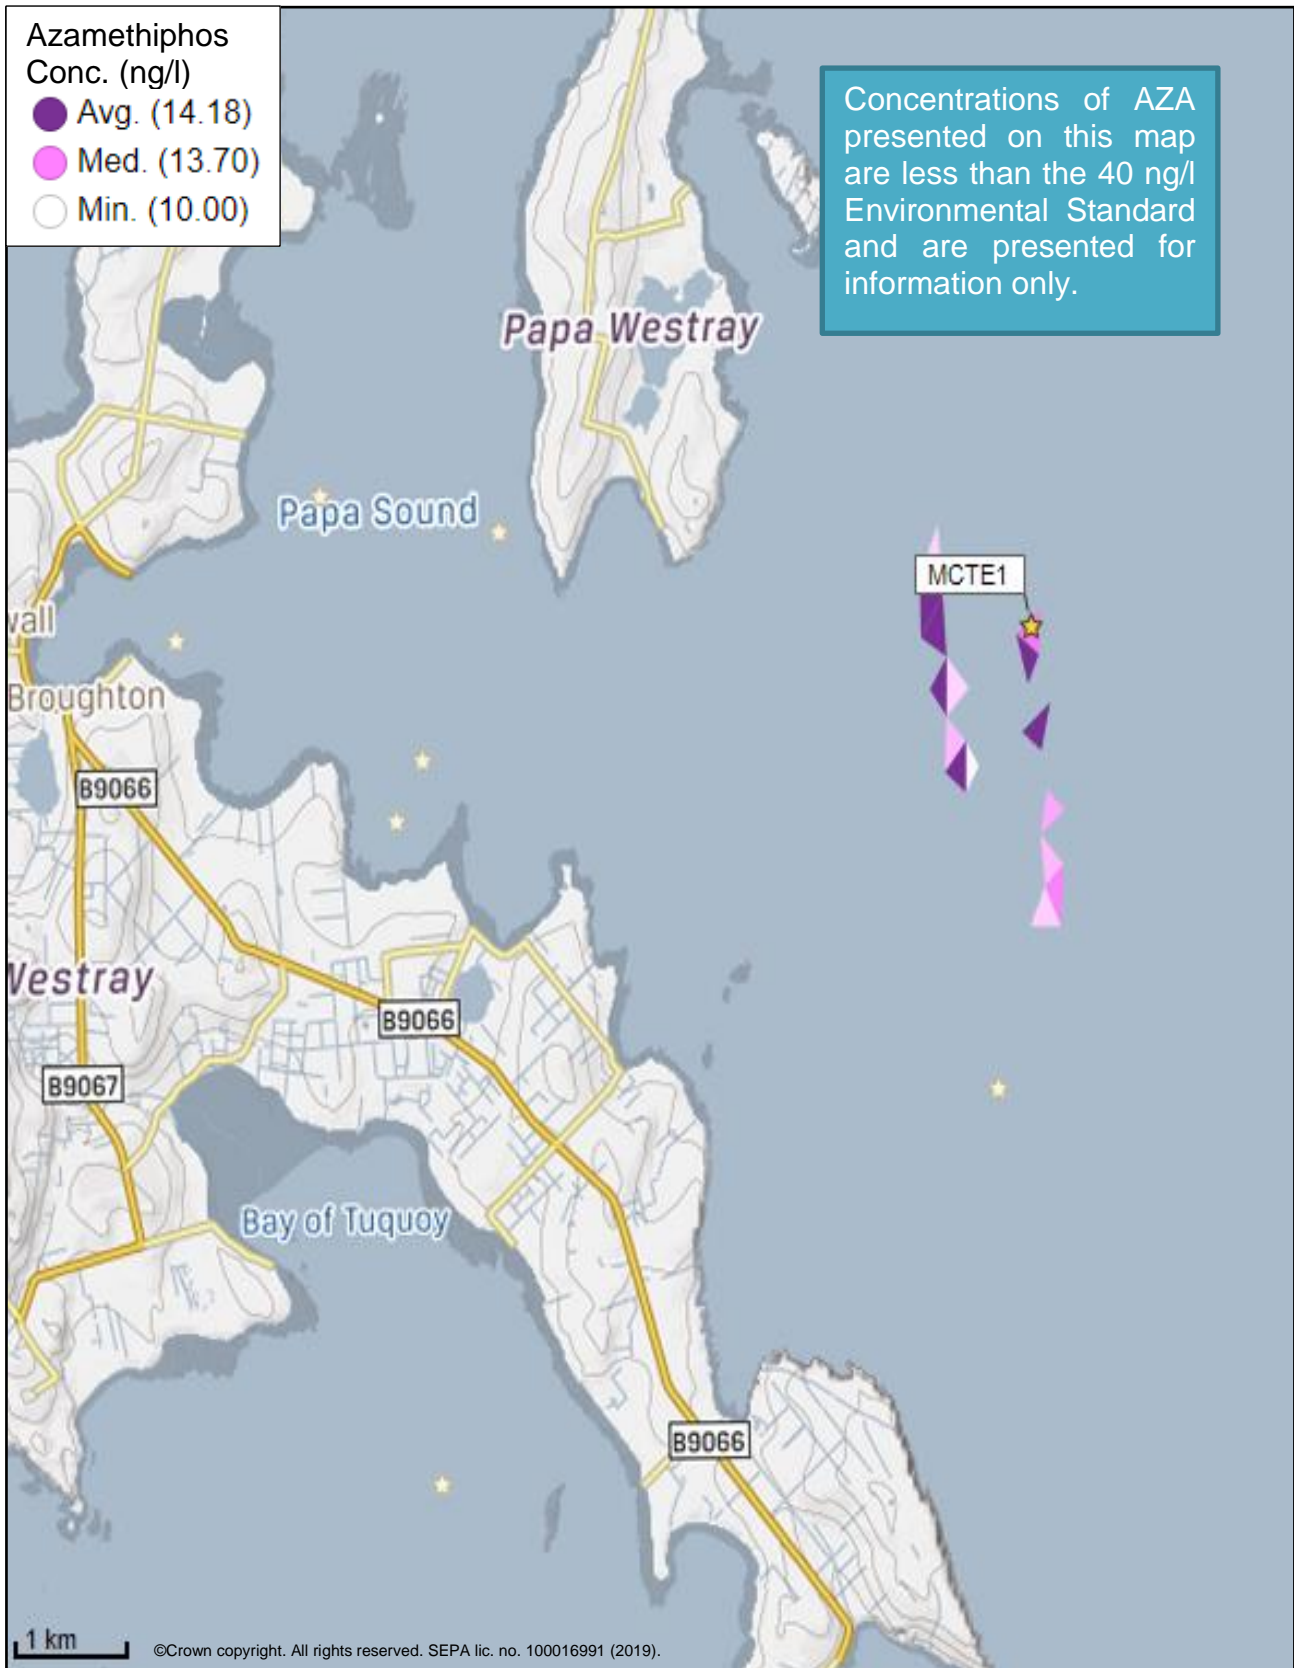 Azamethiphos
Conc. (ng/l)
Avg. (14.18)
Med. (13.70)
Min. (10.00)
Concentrations of AZA
presented on this map
are less than the 40 ng/l
Environmental Standard
and are presented for
information only.
Papa Westray
Papa Sound
MCTE1
wall
Broughton
B9066
Westray
B9066
B9067
Bay of Tuquoy
B9066
1 km
©Crown copyright. All rights reserved. SEPA lic. no. 100016991 (2019).